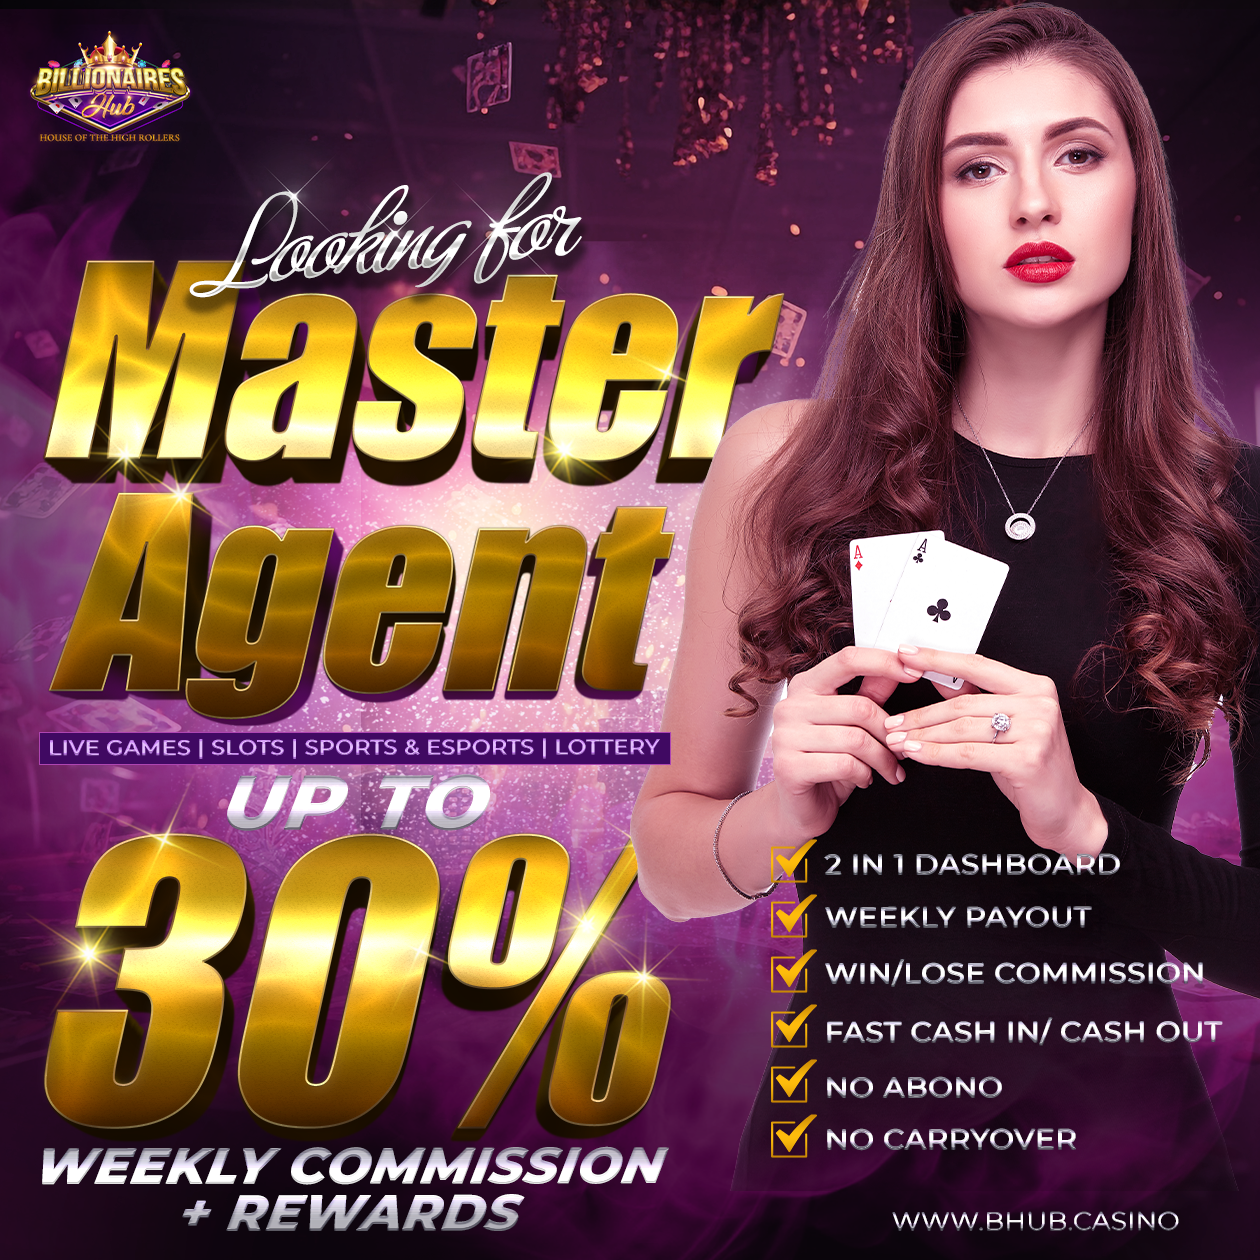 BILLIONAIRES
Hub
HOUSE OF THE HIGH ROLLERS
Looking for
Master
Agent
LIVE GAMES | SLOTS | SPORTS & ESPORTS | LOTTERY
UP TO
30%
WEEKLY COMMISSION
+ REWARDS
A
A
2 IN 1 DASHBOARD
WEEKLY PAYOUT
WIN/LOSE COMMISSION
FAST CASH IN/ CASH OUT
NO ABONO
NO CARRYOVER
WWW.BHUB.CASINO